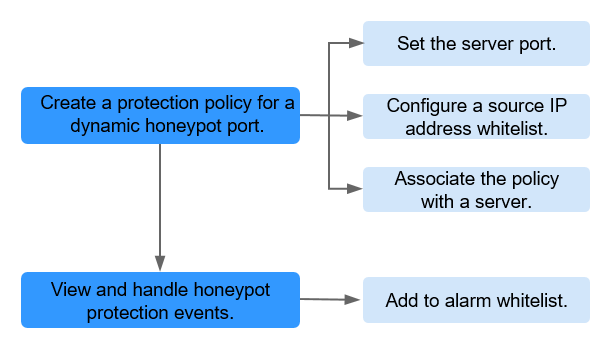 Set the server port.
Create a protection policy for a
dynamic honeypot port.
Configure a source IP
address whitelist.
Associate the policy
with a server.
View and handle honeypot
protection events.
Add to alarm whitelist.